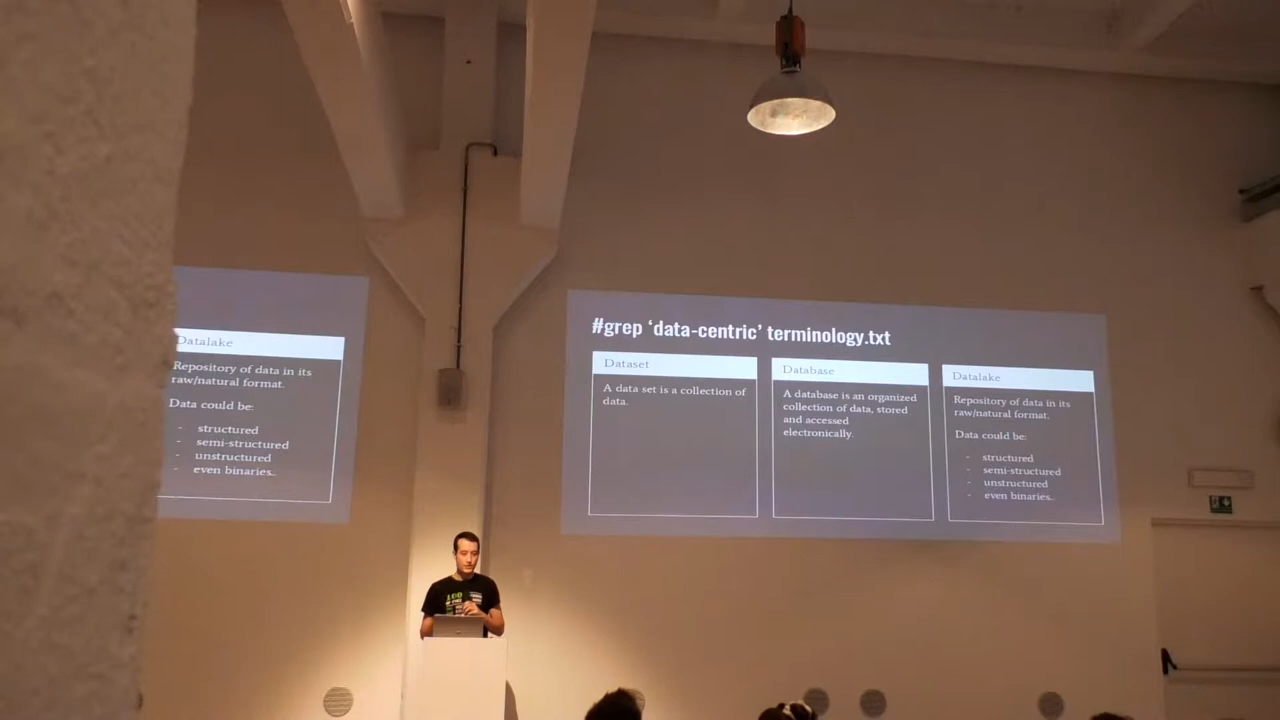 Datalake
Repository of data in its
raw/natural format.
Data could be:
- structured
- semi-structured
- unstructured
- even binaries..
#grep ‘data-centric’ terminology.txt
Dataset
A data set is a collection of
data.
Database
A database is an organized
collection of data, stored
and accessed
electronically.
Datalake
Repository of data in its
raw/natural format.
Data could be:
- structured
- semi-structured
- unstructured
- even binaries..